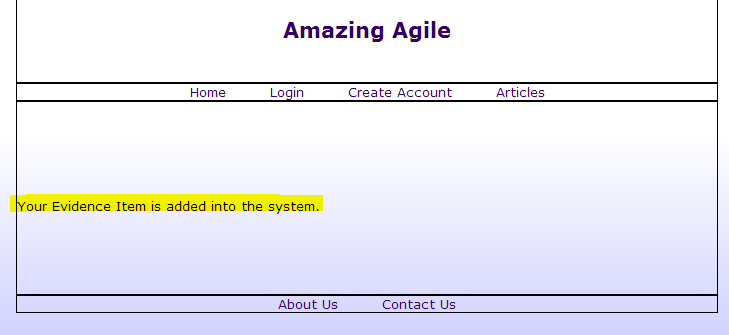 Amazing Agile
Home Login Create Account Articles
Your Evidence Item is added into the system.
About Us Contact Us